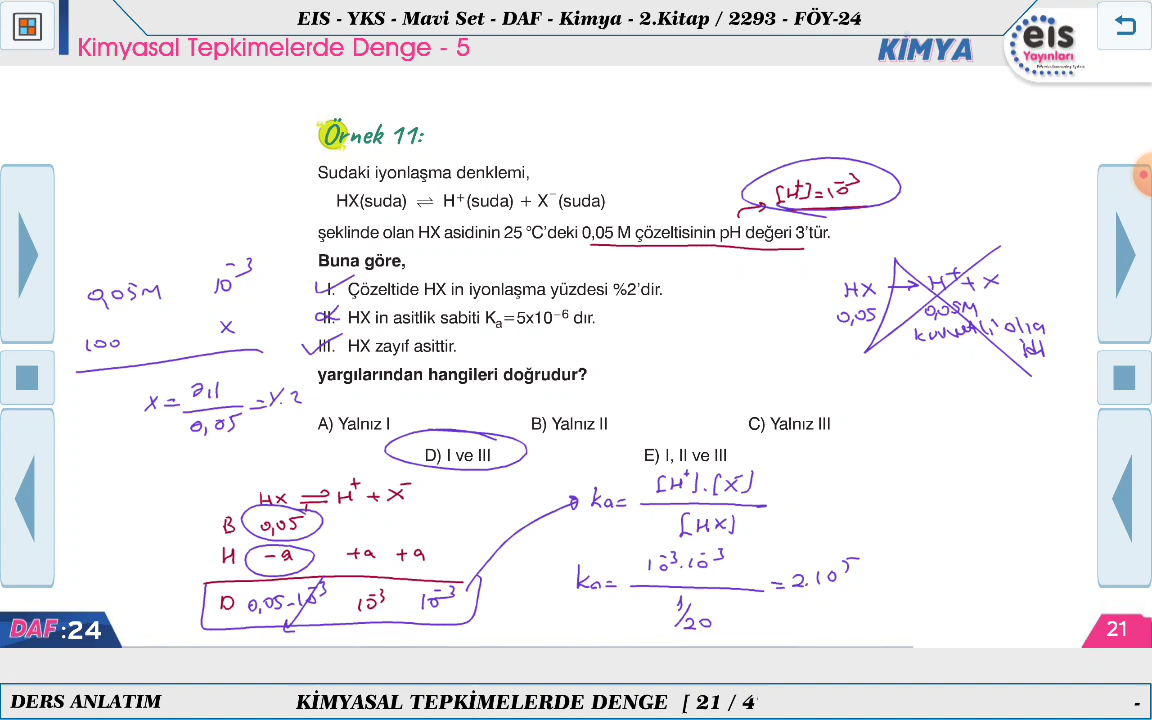 EIS - YKS - Mavi Set - DAF - Kimya - 2.Kitap / 2293 - FÖY-24
Kimyasal Tepkimelerde Denge - 5
KİMYA
eis
Yayınları
Örnek 11:
Sudaki iyonlaşma denklemi,
HX(suda) ⇌ H⁺(suda) + X⁻(suda)
[H⁺]=10⁻³
şeklinde olan HX asidinin 25 °C'deki 0,05 M çözeltisinin pH değeri 3'tür.
Buna göre,
I. Çözeltide HX in iyonlaşma yüzdesi %2'dir.
II. HX in asitlik sabiti Kₐ=5x10⁻⁶ dır.
III. HX zayıf asittir.
yargılarından hangileri doğrudur?
A) Yalnız I B) Yalnız II C) Yalnız III
D) I ve III E) I, II ve III
0,05M 10⁻³
100 X
X = 0,1
0,05
= %2
HX → H⁺ + X
0,05 0,05M
kuvvetli olsa
idi
HX ⇌ H⁺ + X⁻
B 0,05
H -a +a +a
D 0,05-10⁻³ 10⁻³ 10⁻³
ka= [H⁺].[X⁻]
[HX]
ka= 10⁻³.10⁻³
1/20
= 2.10⁵
DAF:24
21
DERS ANLATIM
KİMYASAL TEPKİMELERDE DENGE [ 21 / 4
-